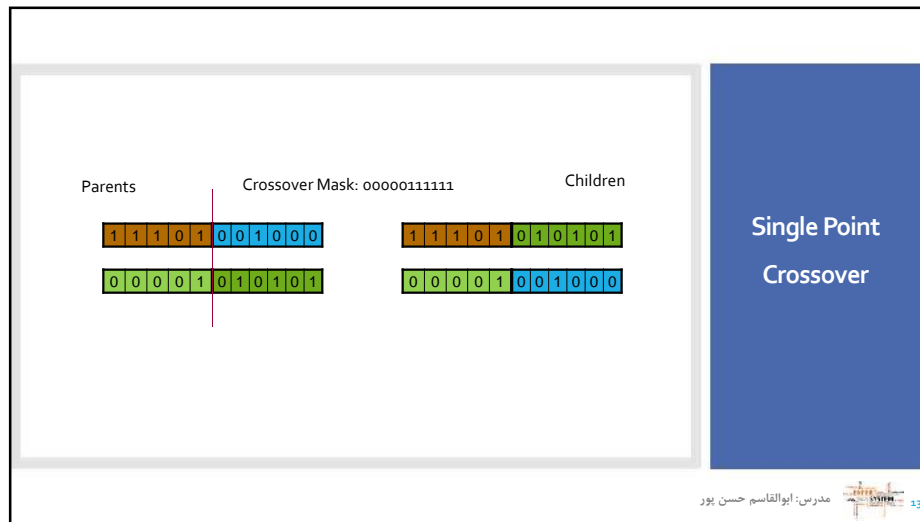 Parents
Crossover Mask: 00000111111
Children
1 1 1 0 1 0 0 1 0 0 0
1 1 1 0 1 0 1 0 1 0 1
0 0 0 0 1 0 1 0 1 0 1
0 0 0 0 1 0 0 1 0 0 0
Single Point
Crossover
مدرس: ابوالقاسم حسن پور